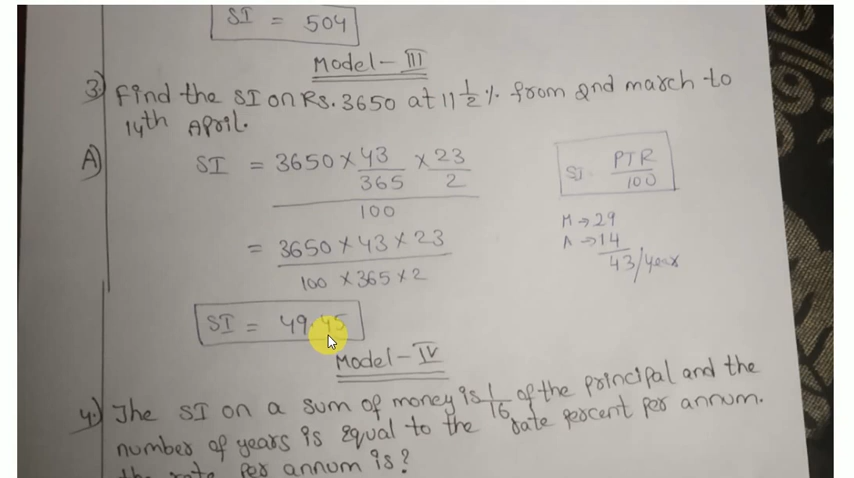 SI = 504
Model - III
3) Find the SI on Rs. 3650 at 11 1/2 % from 2nd march to
14th April.
A) SI = 3650 × 43/365 × 23/2
100
= 3650 × 43 × 23
100 × 365 × 2
SI = 49.45
SI PTR/100
M → 29
A → 14
43/year
Model - IV
4.) The SI on a sum of money is 1/16 of the principal and the
number of years is equal to the rate percent per annum.
the rate per annum is?